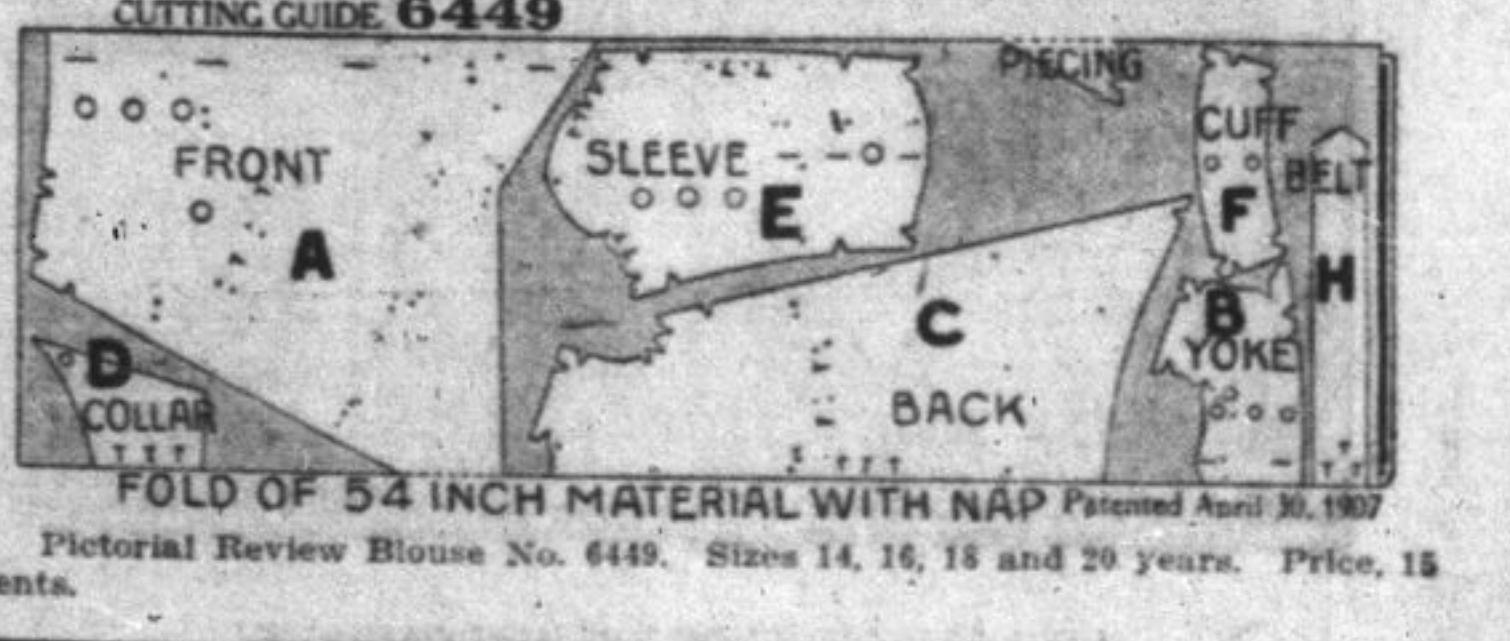 CUTTING GUIDE 6449
PIECING
CUFF
FRONT
SLEEVE
BELT
E
F
A
H
C
B
D
YOKE
COLLAR
BACK
T T T
T T T
T T T
FOLD OF 54 INCH MATERIAL WITH NAP Patented April 30, 1907
Pictorial Review Blouse No. 6449. Sizes 14, 16, 18 and 20 years. Price, 15
ents.